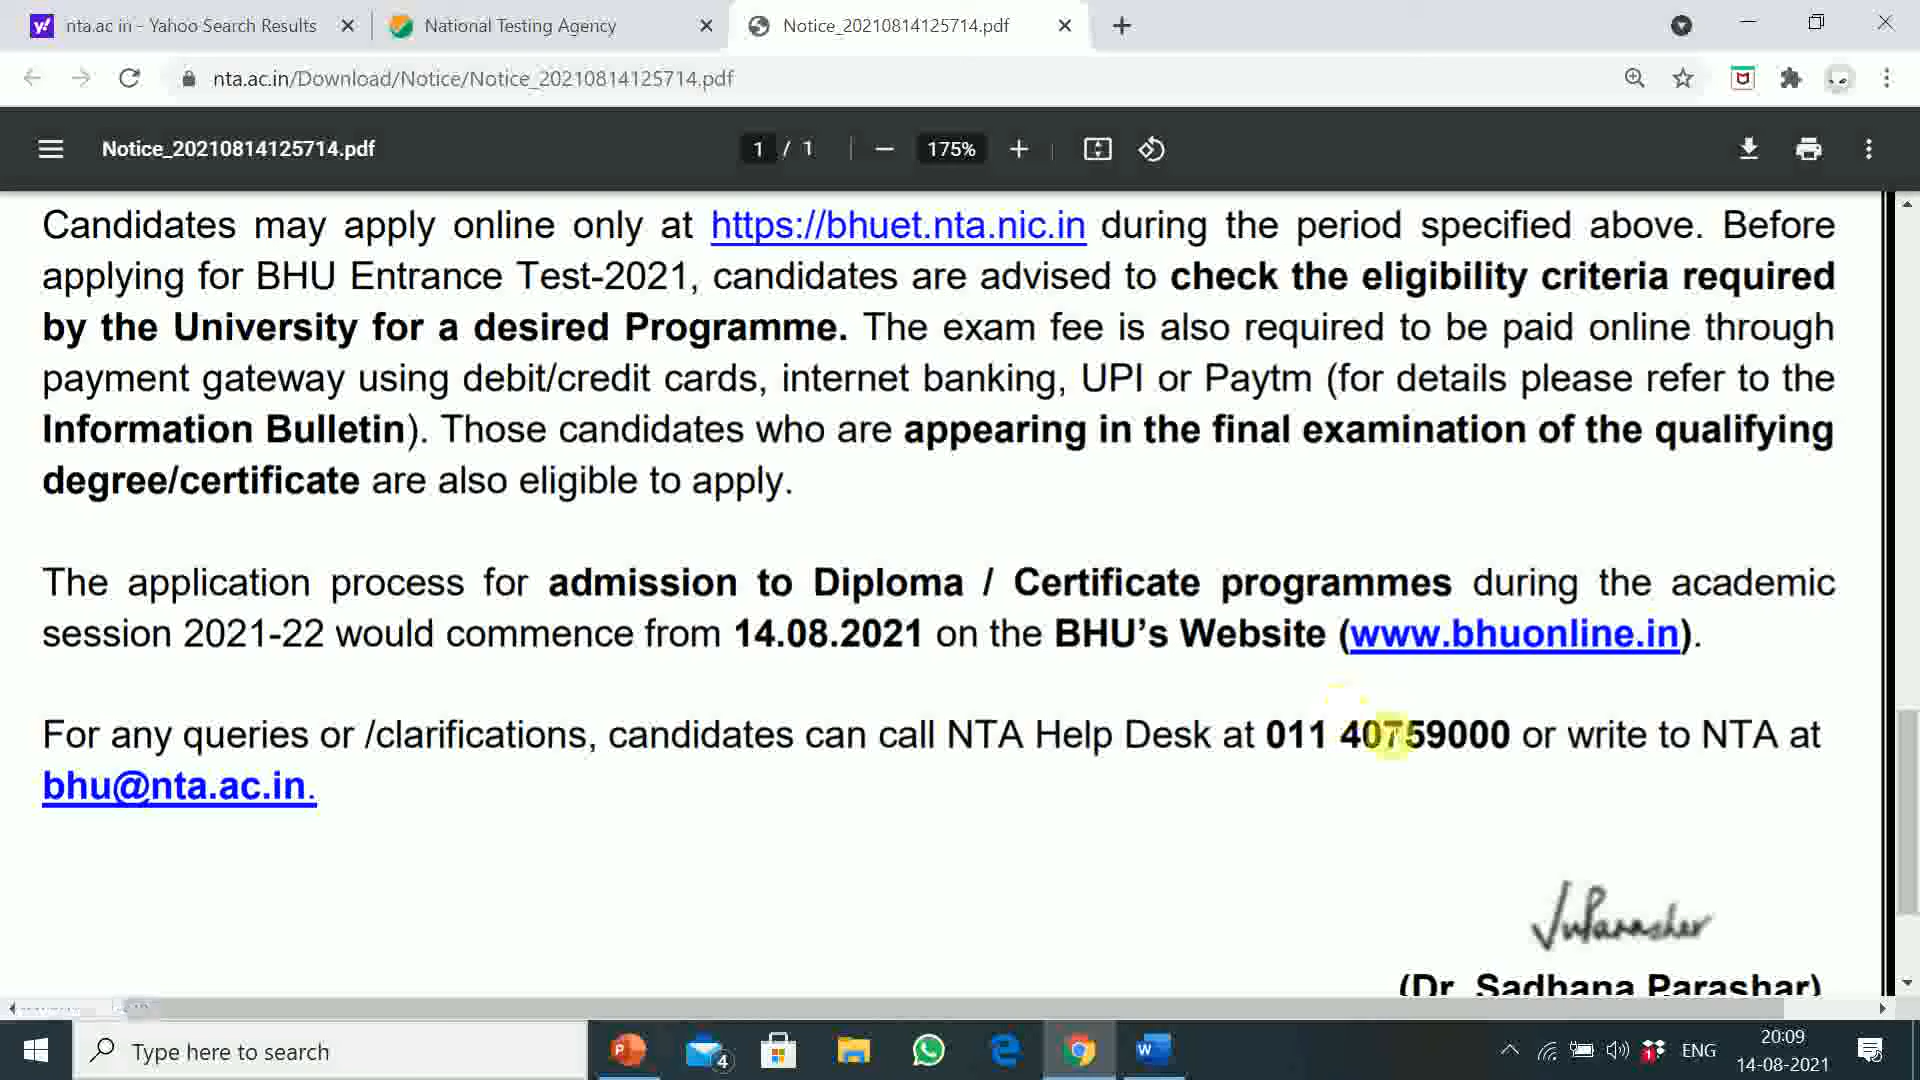 nta.ac in - Yahoo Search Results
National Testing Agency
Notice_20210814125714.pdf
nta.ac.in/Download/Notice/Notice_20210814125714.pdf
Notice_20210814125714.pdf
1 / 1
175%
Candidates may apply online only at https://bhuet.nta.nic.in during the period specified above. Before
applying for BHU Entrance Test-2021, candidates are advised to check the eligibility criteria required
by the University for a desired Programme. The exam fee is also required to be paid online through
payment gateway using debit/credit cards, internet banking, UPI or Paytm (for details please refer to the
Information Bulletin). Those candidates who are appearing in the final examination of the qualifying
degree/certificate are also eligible to apply.
The application process for admission to Diploma / Certificate programmes during the academic
session 2021-22 would commence from 14.08.2021 on the BHU’s Website (www.bhuonline.in).
For any queries or /clarifications, candidates can call NTA Help Desk at 011 40759000 or write to NTA at
bhu@nta.ac.in.
(Dr. Sadhana Parashar)
Type here to search
4
1
ENG
20:09
14-08-2021